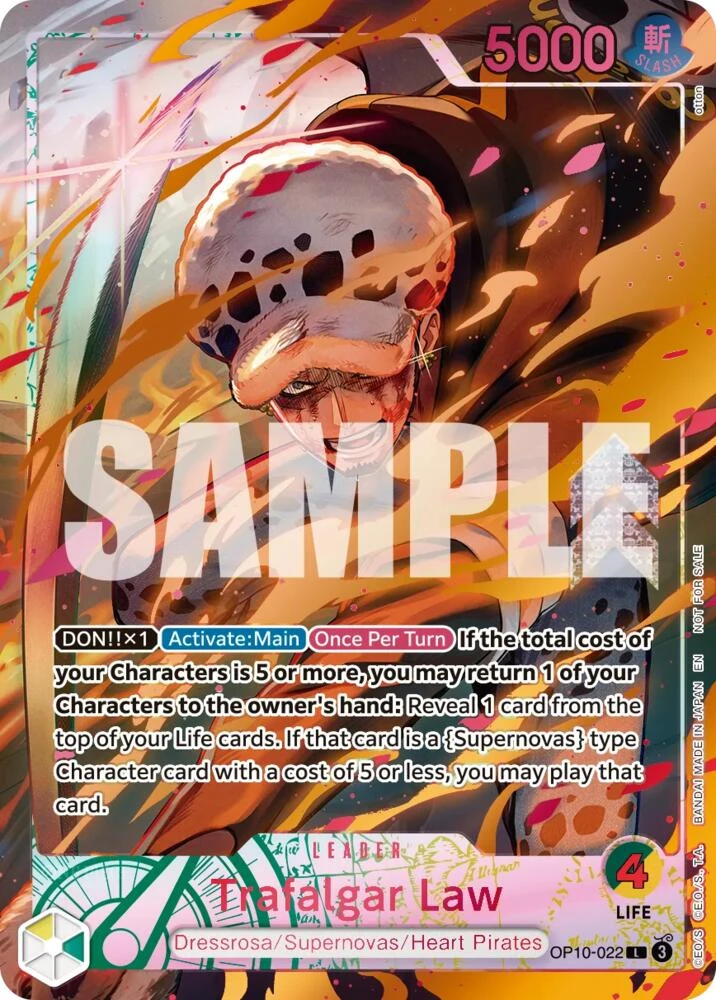 5000
斬
SLASH
otton
SAMPLE
DON!!×1 Activate:Main Once Per Turn If the total cost of
your Characters is 5 or more, you may return 1 of your
Characters to the owner's hand: Reveal 1 card from the
top of your Life cards. If that card is a {Supernovas} type
Character card with a cost of 5 or less, you may play that
card.
LEADER
Trafalgar Law
Dressrosa/Supernovas/Heart Pirates
4
LIFE
OP10-022 L 3
©EO/S ©E.O./S., T.A. BANDAI MADE IN JAPAN EN NOT FOR SALE